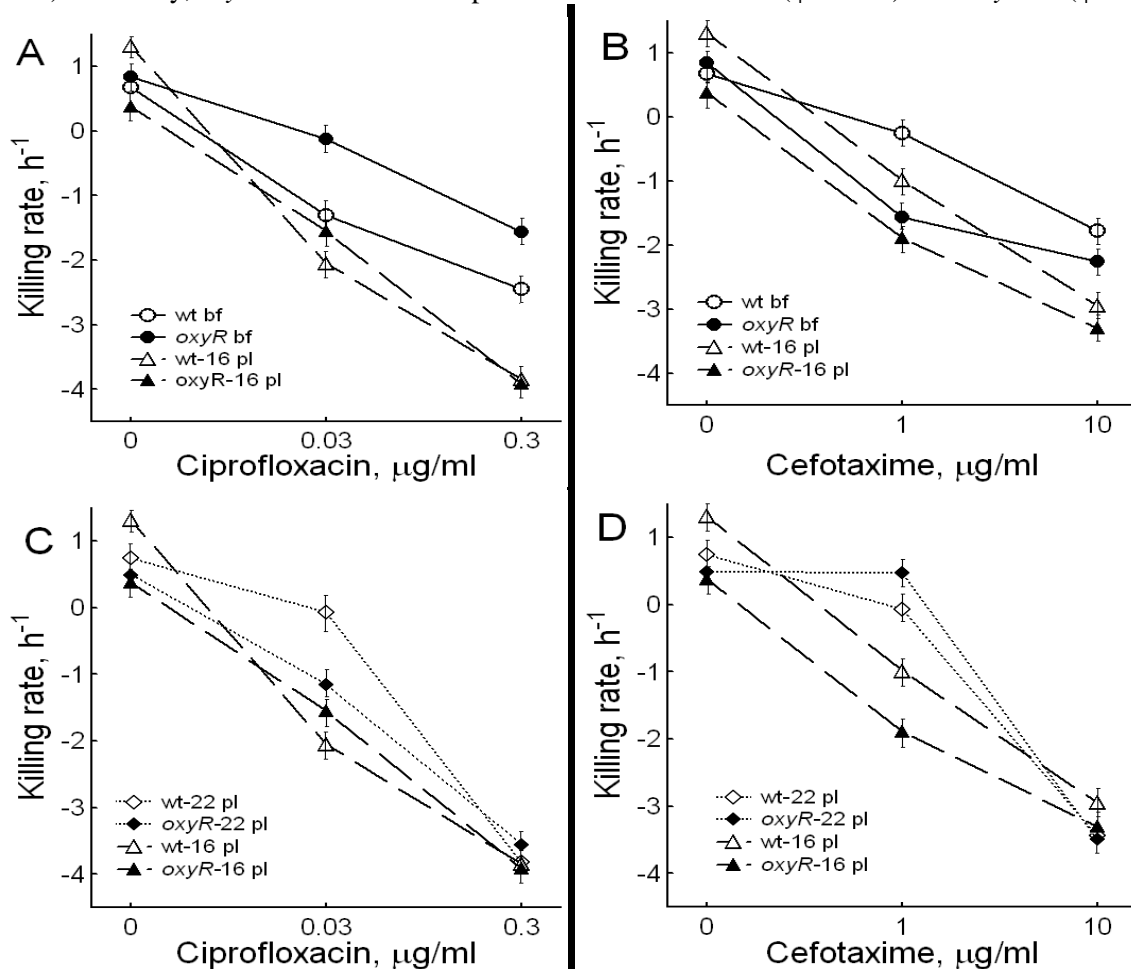 A
Killing rate, h⁻¹
1
0
-1
-2
-3
-4
wt bf
oxyR bf
wt-16 pl
oxyR-16 pl
0 0.03 0.3
Ciprofloxacin, μg/ml
B
Killing rate, h⁻¹
1
0
-1
-2
-3
-4
wt bf
oxyR bf
wt-16 pl
oxyR-16 pl
0 1 10
Cefotaxime, μg/ml
C
Killing rate, h⁻¹
1
0
-1
-2
-3
-4
wt-22 pl
oxyR-22 pl
wt-16 pl
oxyR-16 pl
0 0.03 0.3
Ciprofloxacin, μg/ml
D
Killing rate, h⁻¹
1
0
-1
-2
-3
-4
wt-22 pl
oxyR-22 pl
wt-16 pl
oxyR-16 pl
0 1 10
Cefotaxime, μg/ml